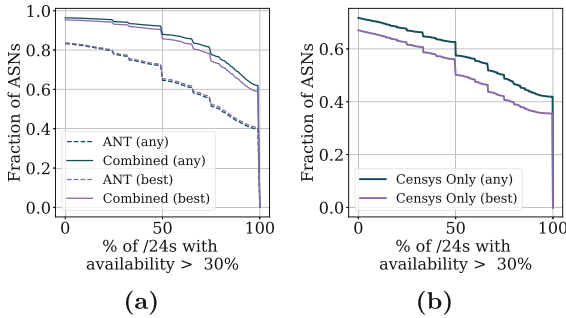 Fraction of ASNs
1.0
0.8
0.6
0.4
0.2
0.0
ANT (any)
Combined (any)
ANT (best)
Combined (best)
0
50
100
% of /24s with
availability > 30%
(a)
Fraction of ASNs
0.6
0.4
0.2
0.0
Censys Only (any)
Censys Only (best)
0
50
100
% of /24s with
availability > 30%
(b)